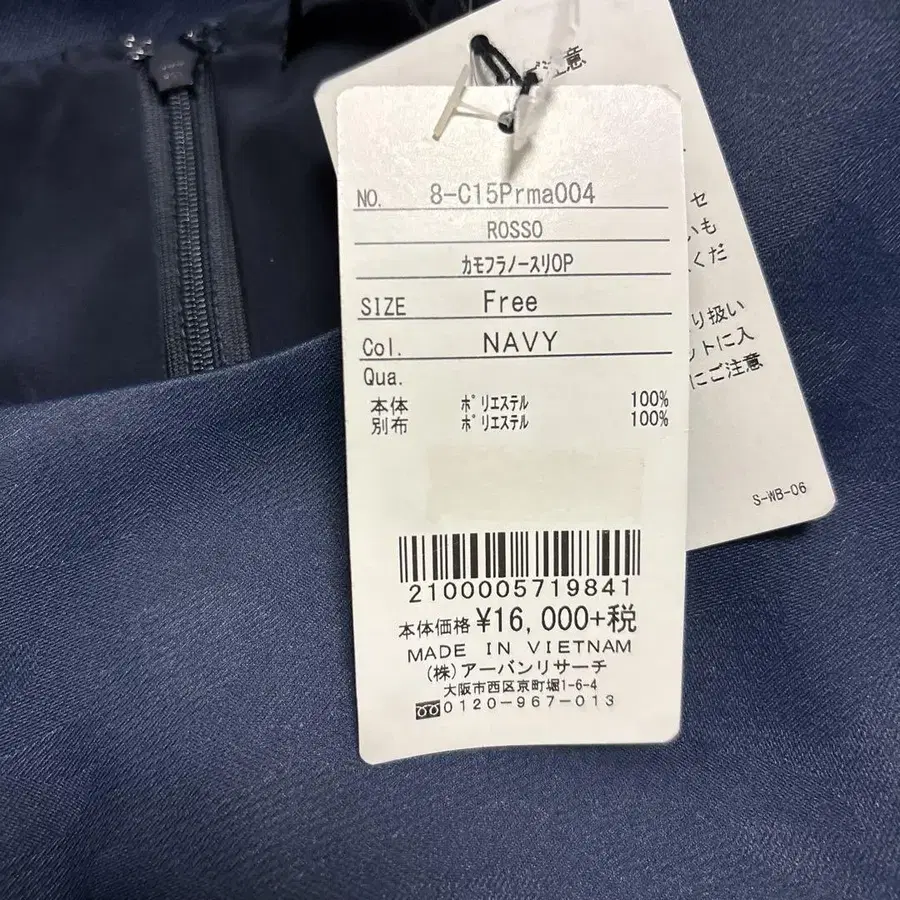 ご注意
NO. 8-C15Prma004
ROSSO
カモフラノースリOP
SIZE Free
Col. NAVY
Qua.
本体 ポリエステル 100%
別布 ポリエステル 100%
2100005719841
本体価格 ¥16,000+税
MADE IN VIETNAM
(株)アーバンリサーチ
大阪市西区京町堀1-6-4
0120-967-013
セ
いも
くだ
り扱い
ットに入
にご注意
S-WB-06